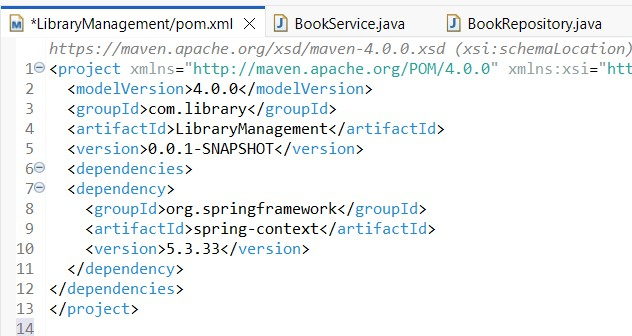 *LibraryManagement/pom.xml BookService.java BookRepository.java
https://maven.apache.org/xsd/maven-4.0.0.xsd (xsi:schemaLocation)
1 <project xmlns="http://maven.apache.org/POM/4.0.0" xmlns:xsi="htt
2 <modelVersion>4.0.0</modelVersion>
3 <groupId>com.library</groupId>
4 <artifactId>LibraryManagement</artifactId>
5 <version>0.0.1-SNAPSHOT</version>
6 <dependencies>
7 <dependency>
8 <groupId>org.springframework</groupId>
9 <artifactId>spring-context</artifactId>
10 <version>5.3.33</version>
11 </dependency>
12 </dependencies>
13 </project>
14